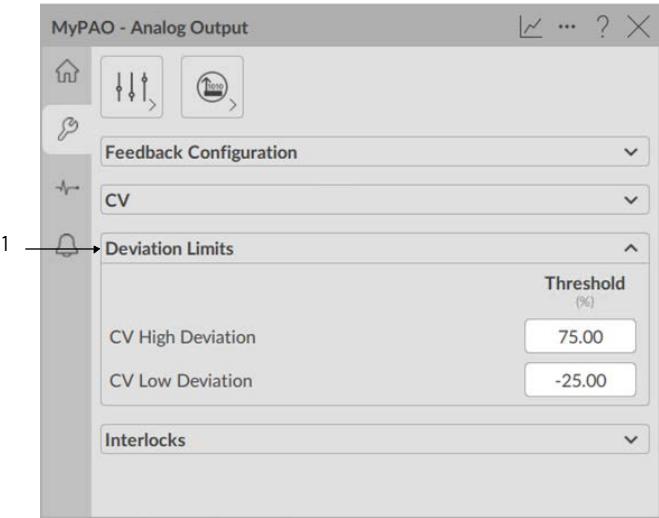 MyPAO - Analog Output
Feedback Configuration
CV
1
Deviation Limits
Threshold
(%)
CV High Deviation 75.00
CV Low Deviation -25.00
Interlocks